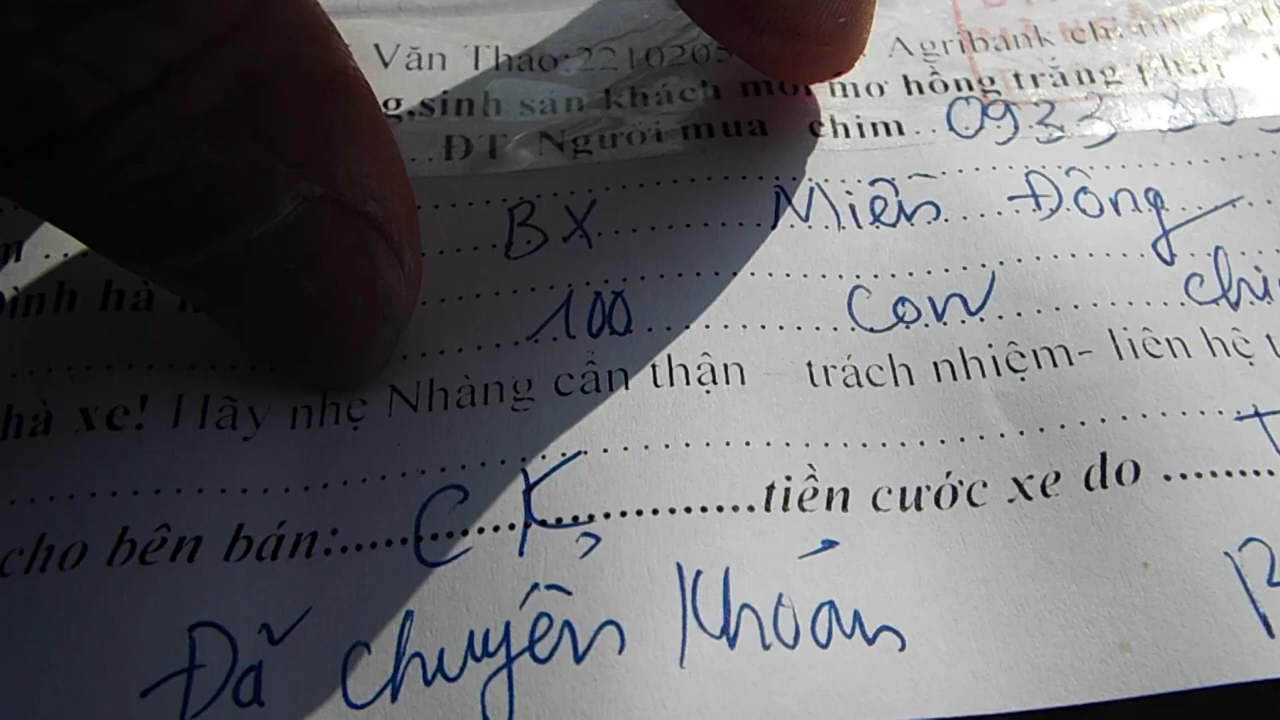 Văn Thao:2210205 Agribank
g,sinh sản khách mới mơ hồng trắng
..ĐT Người mua chim..0933 30
BX Miền Đông
100 Con chi
hà xe! Hãy nhẹ Nhàng cẩn thận – trách nhiệm- liên hệ
cho bên bán:.....CK............tiền cước xe do ........
Đã chuyển Khoản